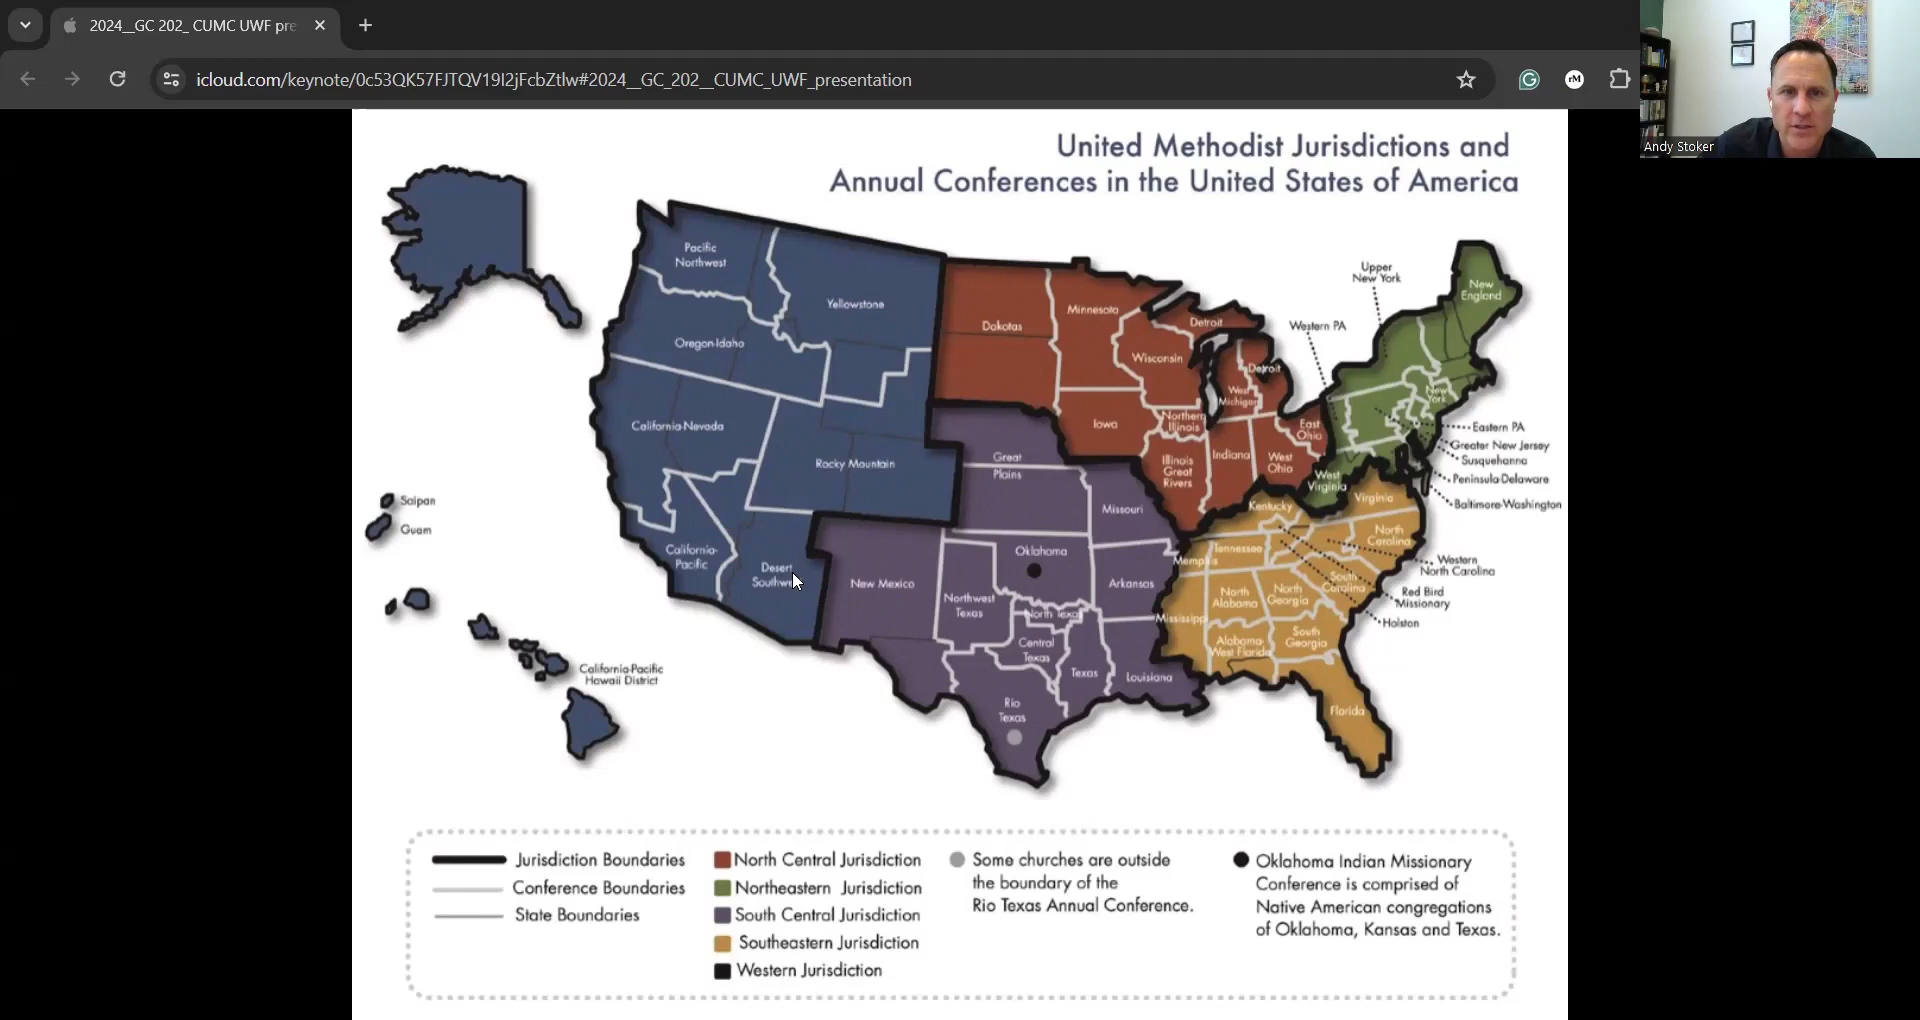 2024__GC 202_ CUMC UWF pre
icloud.com/keynote/0c53QK57FJTQV19I2jFcbZtlw#2024__GC_202__CUMC_UWF_presentation
rM
Andy Stoker
United Methodist Jurisdictions and
Annual Conferences in the United States of America
Pacific
Northwest
Yellowstone
Oregon-Idaho
California-Nevada
Rocky Mountain
California-
Pacific
Desert
Southwe
Saipan
Guam
California-Pacific
Hawaii District
Dakotas
Minnesota
Wisconsin
Detroit
Detroit
West
Michigan
Iowa
Northern
Illinois
Illinois
Great
Rivers
Indiana
East
Ohio
West
Ohio
Upper
New York
Western PA
New
England
New
York
Eastern PA
Greater New Jersey
Susquehanna
Peninsula-Delaware
Baltimore-Washington
West
Virginia
Great
Plains
Missouri
Oklahoma
Arkansas
New Mexico
Northwest
Texas
North Texas
Central
Texas
Texas
Louisiana
Rio
Texas
Kentucky
Virginia
Tennessee
Memphis
North
Carolina
Western
North Carolina
South
Carolina
Red Bird
Missionary
Holston
North
Alabama
North
Georgia
Mississippi
Alabama-
West Florida
South
Georgia
Florida
Jurisdiction Boundaries
Conference Boundaries
State Boundaries
North Central Jurisdiction
Northeastern Jurisdiction
South Central Jurisdiction
Southeastern Jurisdiction
Western Jurisdiction
Some churches are outside
the boundary of the
Rio Texas Annual Conference.
Oklahoma Indian Missionary
Conference is comprised of
Native American congregations
of Oklahoma, Kansas and Texas.